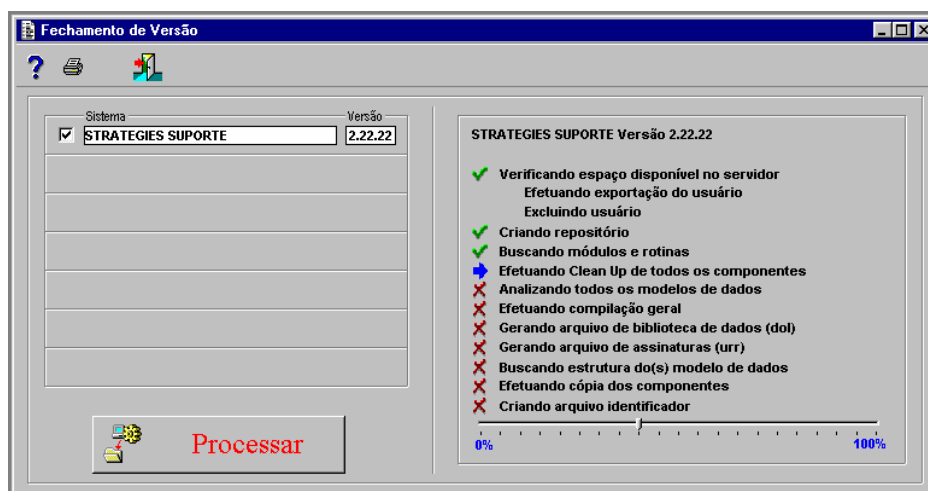 Fechamento de Versão
Sistema Versão
STRATEGIES SUPORTE 2.22.22
Processar
STRATEGIES SUPORTE Versão 2.22.22
Verificando espaço disponível no servidor
Efetuando exportação do usuário
Excluindo usuário
Criando repositório
Buscando módulos e rotinas
Efetuando Clean Up de todos os componentes
Analizando todos os modelos de dados
Efetuando compilação geral
Gerando arquivo de biblioteca de dados (dol)
Gerando arquivo de assinaturas (urr)
Buscando estrutura do(s) modelo de dados
Efetuando cópia dos componentes
Criando arquivo identificador
0% 100%